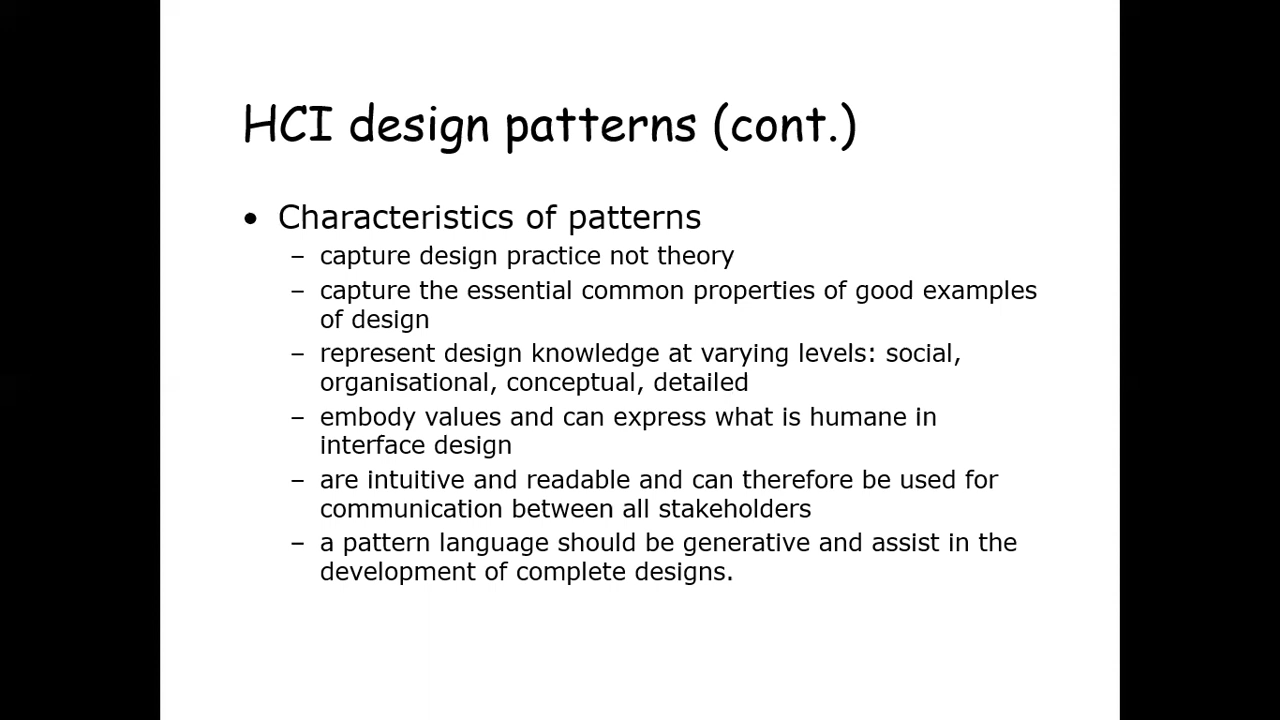 HCI design patterns (cont.)
• Characteristics of patterns
– capture design practice not theory
– capture the essential common properties of good examples
of design
– represent design knowledge at varying levels: social,
organisational, conceptual, detailed
– embody values and can express what is humane in
interface design
– are intuitive and readable and can therefore be used for
communication between all stakeholders
– a pattern language should be generative and assist in the
development of complete designs.